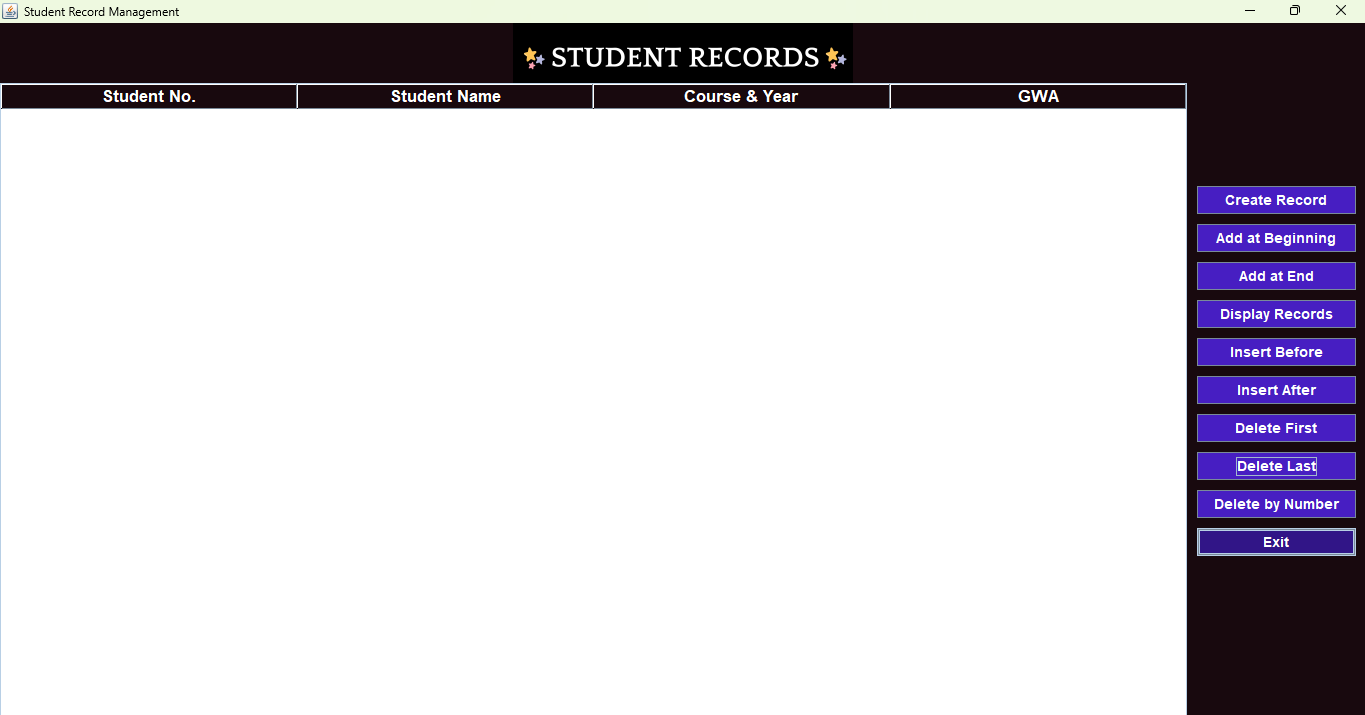 Student Record Management
STUDENT RECORDS
Student No. Student Name Course & Year GWA
Create Record
Add at Beginning
Add at End
Display Records
Insert Before
Insert After
Delete First
Delete Last
Delete by Number
Exit